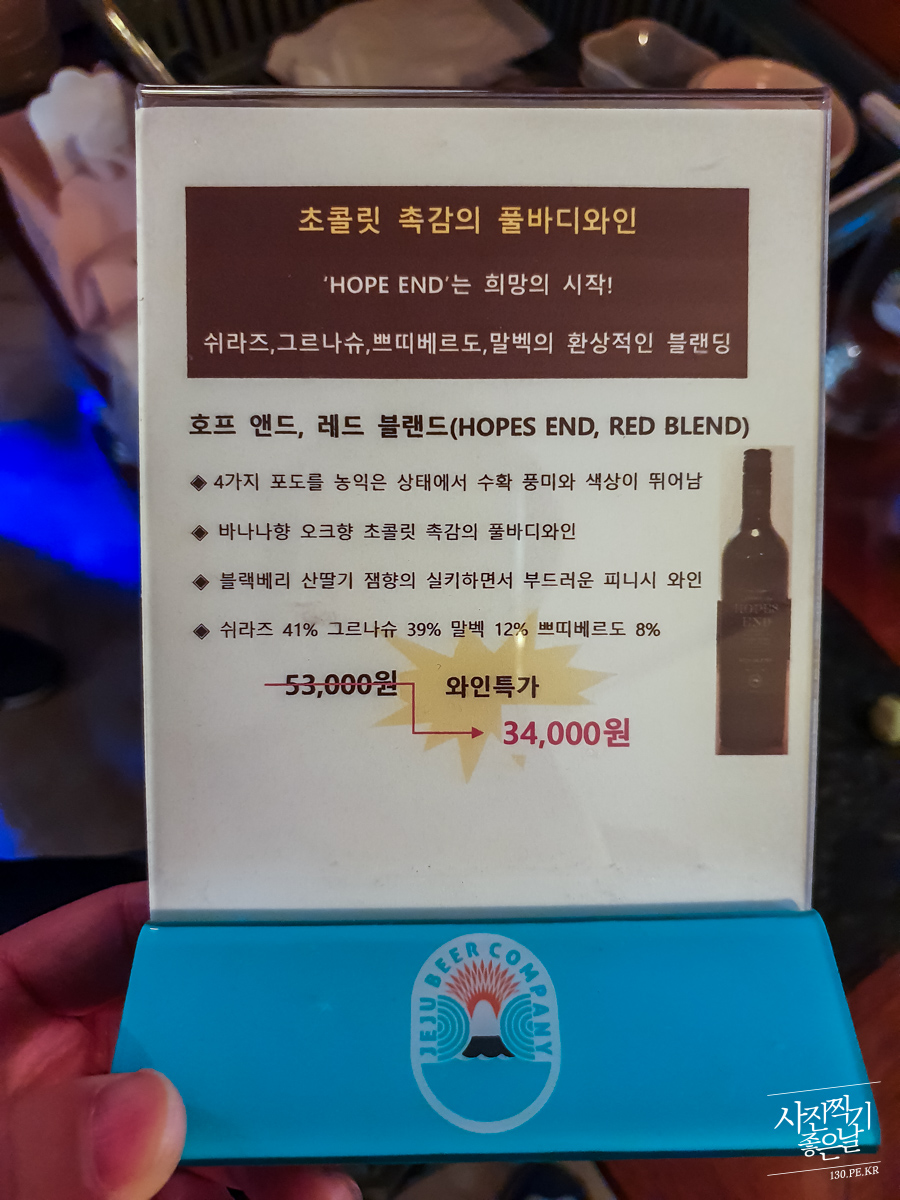 초콜릿 촉감의 풀바디와인
'HOPE END'는 희망의 시작!
쉬라즈,그르나슈,쁘띠베르도,말벡의 환상적인 블랜딩
호프 앤드, 레드 블랜드(HOPES END, RED BLEND)
◈ 4가지 포도를 농익은 상태에서 수확 풍미와 색상이 뛰어남
◈ 바나나향 오크향 초콜릿 촉감의 풀바디와인
◈ 블랙베리 산딸기 잼향의 실키하면서 부드러운 피니시 와인
◈ 쉬라즈 41% 그르나슈 39% 말벡 12% 쁘띠베르도 8%
HOPES
END
53,000원 와인특가
34,000원
JEJU BEER COMPANY
사진찍기
좋은날
130.PE.KR